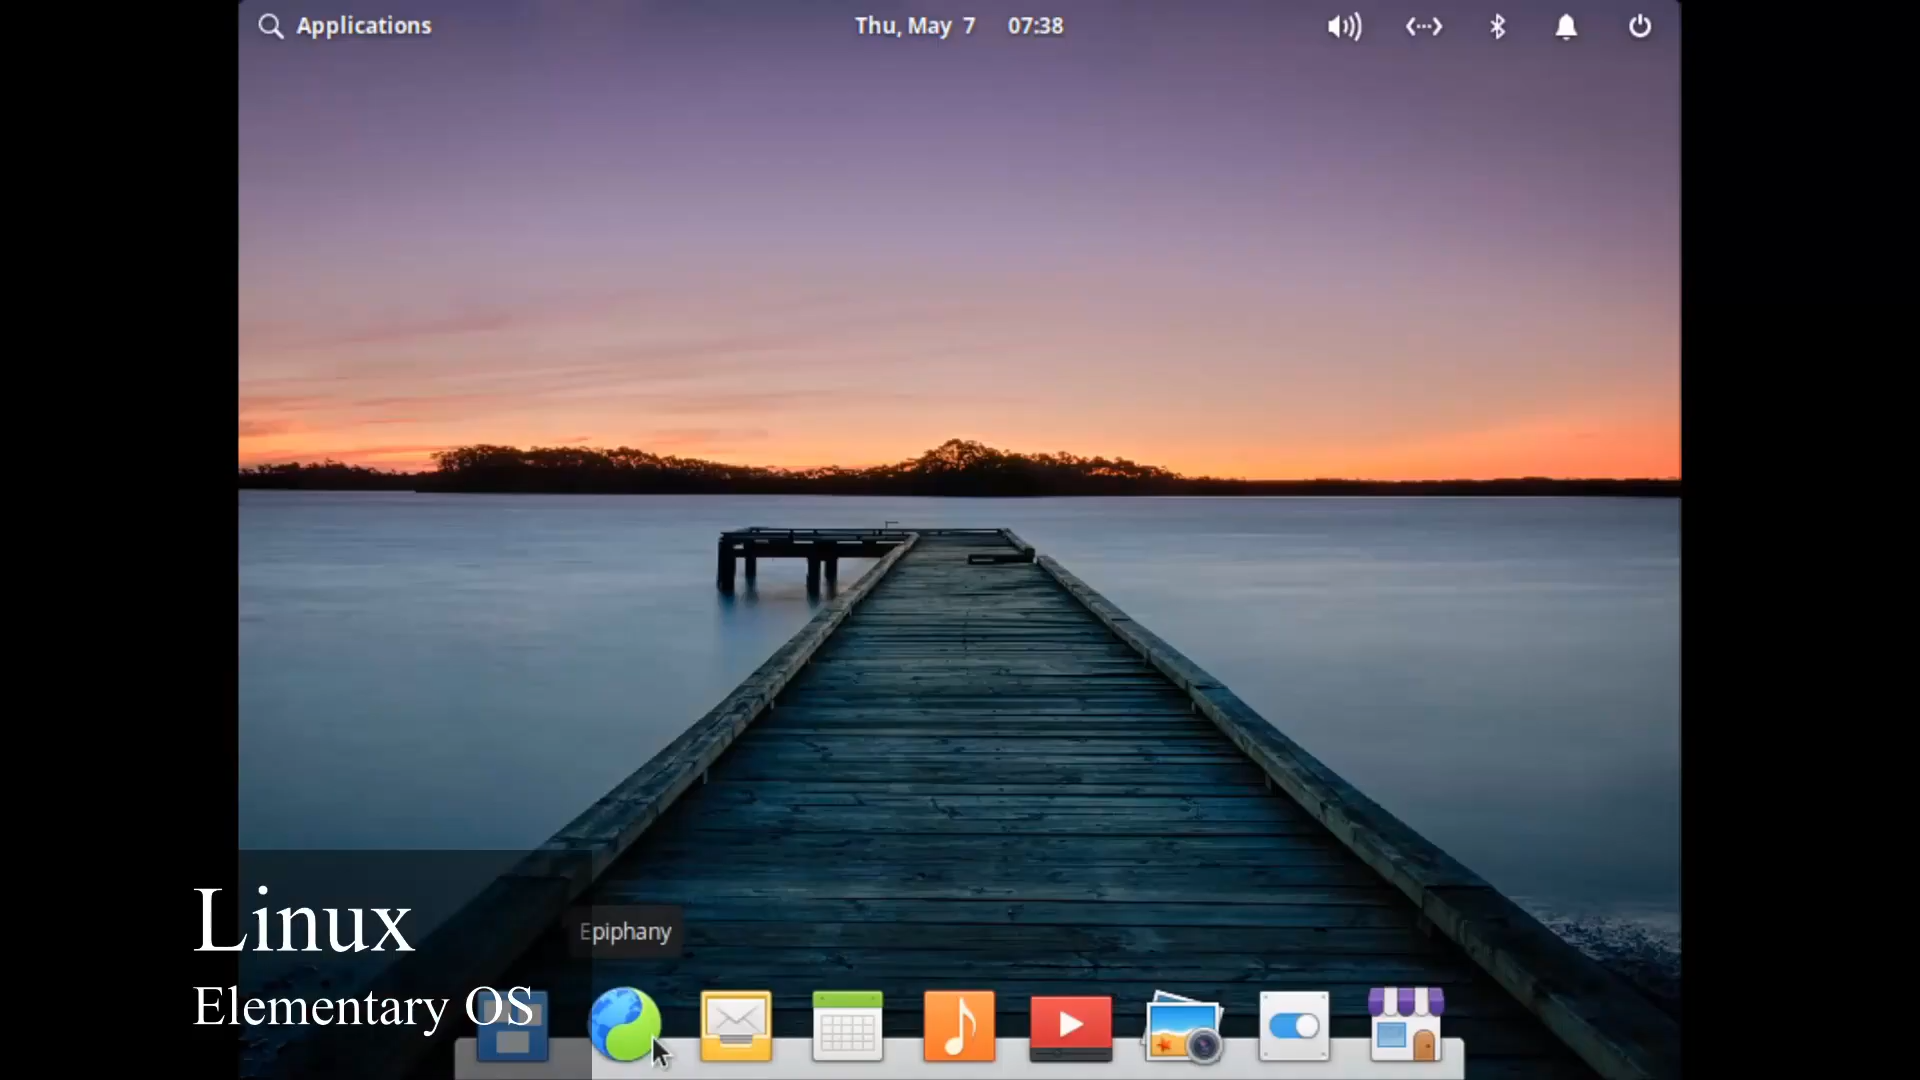 Applications
Thu, May 7 07:38
Linux
Epiphany
Elementary OS